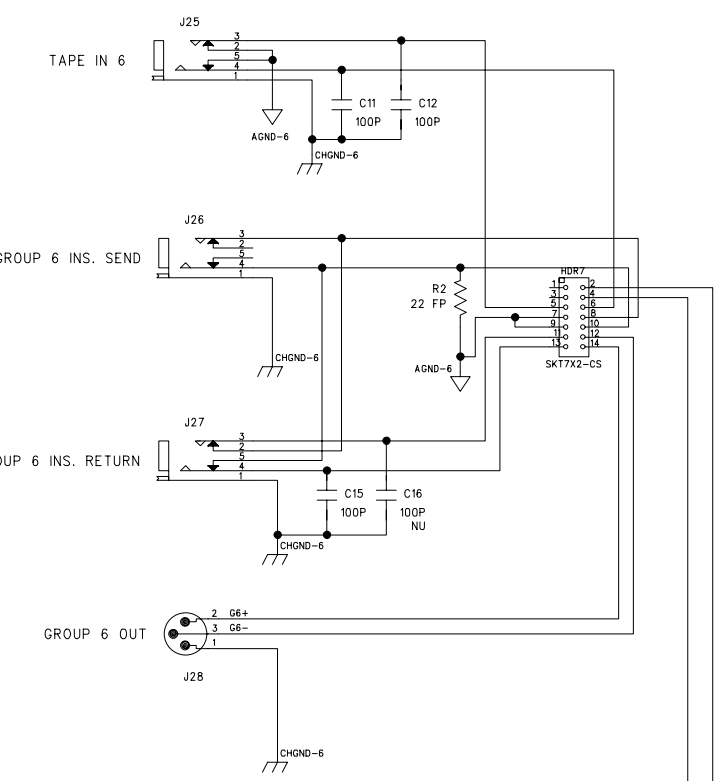 J25
TAPE IN 6
3
2
5
4
1
C11
100P
C12
100P
AGND-6
CHGND-6
J26
GROUP 6 INS. SEND
3
2
5
4
1
CHGND-6
R2
22 FP
AGND-6
HDR7
1 2
3 4
5 6
7 8
9 10
11 12
13 14
SKT7X2-CS
J27
OUP 6 INS. RETURN
3
2
5
4
1
C15
100P
C16
100P
NU
CHGND-6
GROUP 6 OUT
2 G6+
3 G6-
1
J28
CHGND-6